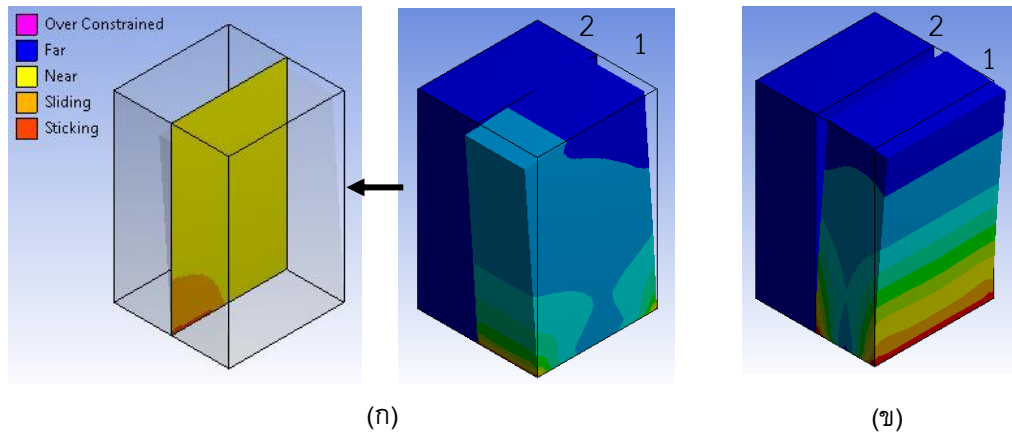 Over Constrained
Far
Near
Sliding
Sticking
2
1
2
1
(ก)
(ข)